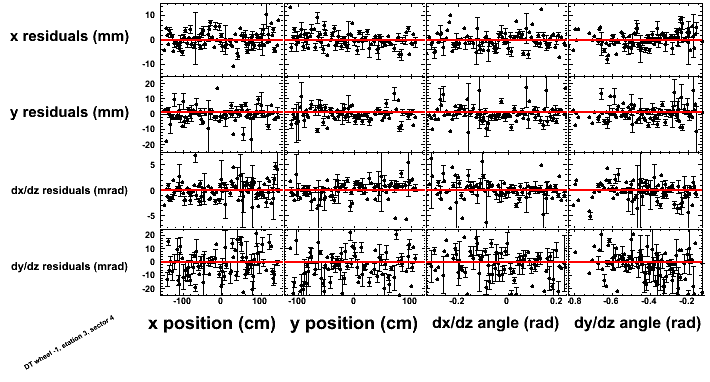 x residuals (mm)
10
0
-10
y residuals (mm)
20
10
0
-10
-20
dx/dz residuals (mrad)
5
0
-5
dy/dz residuals (mrad)
20
10
0
-10
-20
-100 0 100 -100 0 100 -0.2 0 0.2 -0.8 -0.6 -0.4 -0.2
x position (cm) y position (cm) dx/dz angle (rad) dy/dz angle (rad)
DT wheel -1, station 3, sector 4